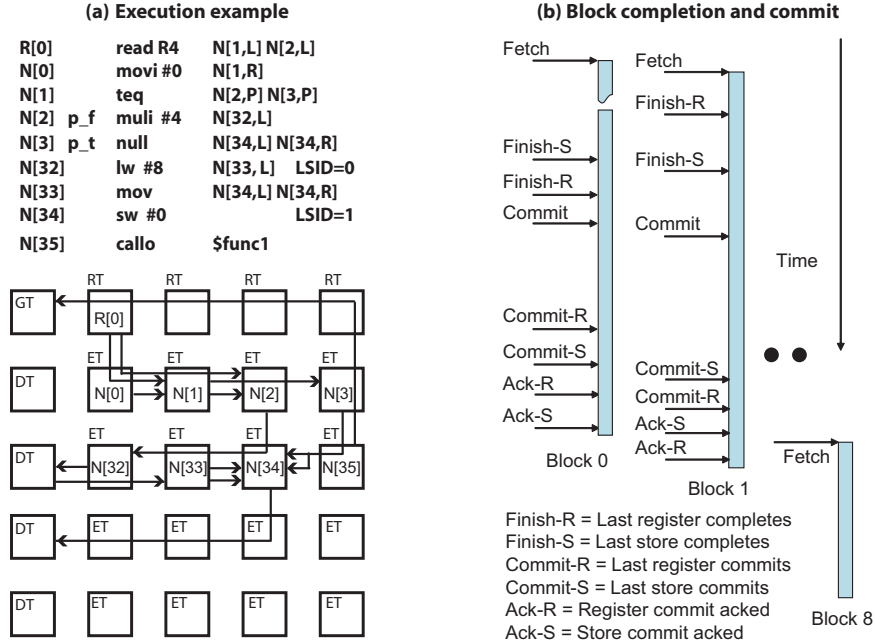 (a) Execution example
R[0] read R4 N[1,L] N[2,L]
N[0] movi #0 N[1,R]
N[1] teq N[2,P] N[3,P]
N[2] p_f muli #4 N[32,L]
N[3] p_t null N[34,L] N[34,R]
N[32] lw #8 N[33, L] LSID=0
N[33] mov N[34,L] N[34,R]
N[34] sw #0 LSID=1
N[35] callo $func1
RT RT RT RT
GT
R[0]
ET ET ET ET
DT
N[0] N[1] N[2] N[3]
ET ET ET ET
DT
N[32] N[33] N[34] N[35]
DT ET ET ET ET
DT ET ET ET ET
(b) Block completion and commit
Fetch
Finish-S
Finish-R
Commit
Commit-R
Commit-S
Ack-R
Ack-S
Block 0
Fetch
Finish-R
Finish-S
Commit
Commit-S
Commit-R
Ack-S
Ack-R
Block 1
Time
Fetch
Block 8
Finish-R = Last register completes
Finish-S = Last store completes
Commit-R = Last register commits
Commit-S = Last store commits
Ack-R = Register commit acked
Ack-S = Store commit acked